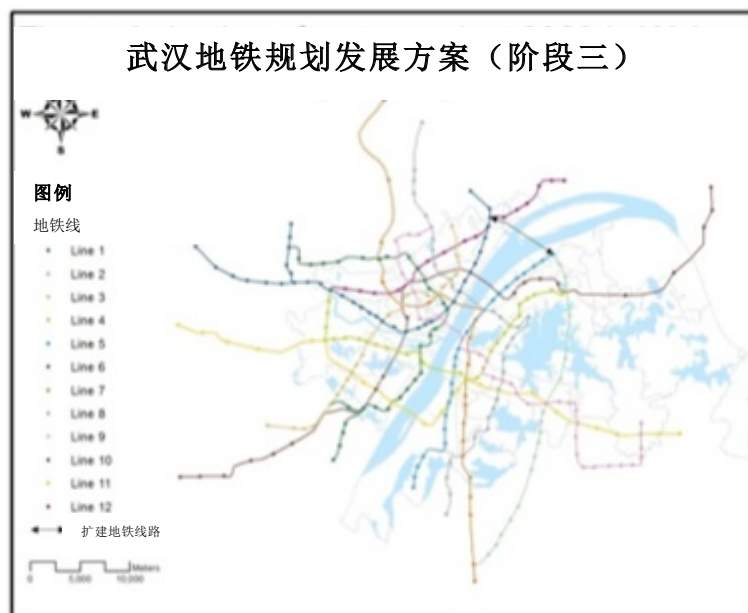 武汉地铁规划发展方案（阶段三）
W
E
S
图例
地铁线
Line 1
Line 2
Line 3
Line 4
Line 5
Line 6
Line 7
Line 8
Line 9
Line 10
Line 11
Line 12
扩建地铁线路
Meters
0 5,000 10,000